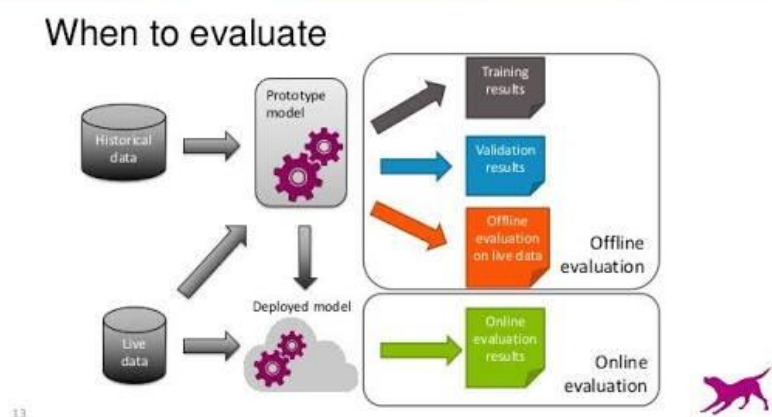 When to evaluate
Historical
data
Prototype
model
Training
results
Validation
results
Offline
evaluation
on live data
Offline
evaluation
Live
data
Deployed model
Online
evaluation
results
Online
evaluation
13